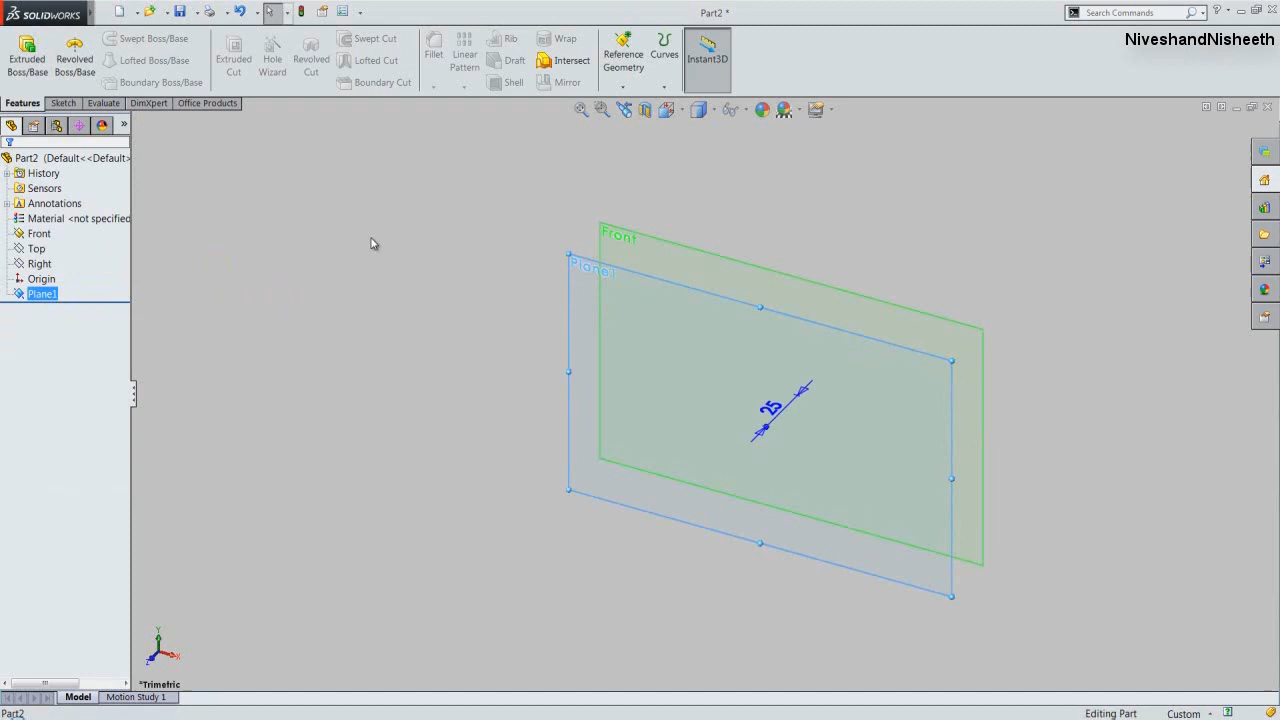 SOLIDWORKS
Part2 *
Search Commands
NiveshandNisheeth
Extruded Boss/Base
Revolved Boss/Base
Swept Boss/Base
Lofted Boss/Base
Boundary Boss/Base
Extruded Cut
Hole Wizard
Revolved Cut
Swept Cut
Lofted Cut
Boundary Cut
Fillet
Linear Pattern
Rib
Draft
Shell
Wrap
Intersect
Mirror
Reference Geometry
Curves
Instant3D
Features
Sketch
Evaluate
DimXpert
Office Products
Part2 (Default<<Default>
History
Sensors
Annotations
Material <not specified
Front
Top
Right
Origin
Plane1
Front
Plane1
25
Y
X
Z
*Trimetric
Model
Motion Study 1
Part2
Editing Part
Custom